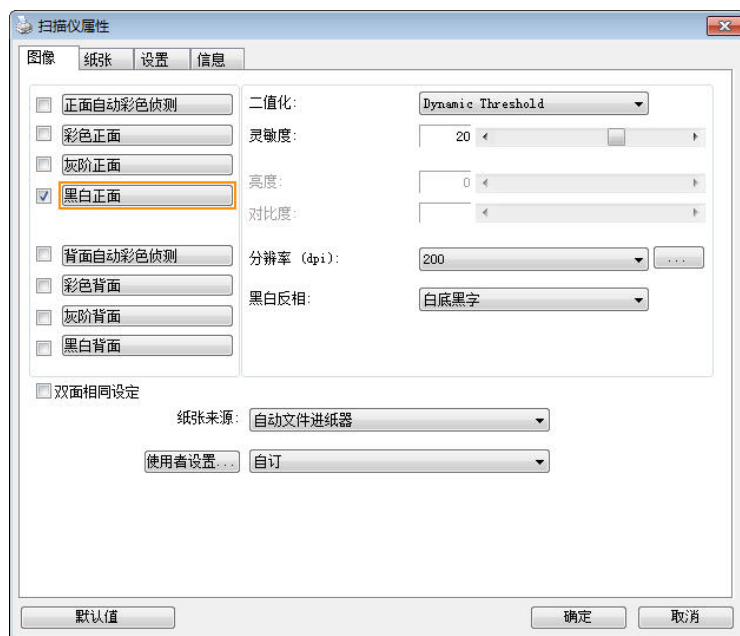 扫描仪属性
图像 纸张 设置 信息
正面自动彩色侦测 二值化: Dynamic Threshold
彩色正面 灵敏度: 20
灰阶正面 亮度: 0
黑白正面 对比度:
背面自动彩色侦测 分辨率 (dpi): 200 ...
彩色背面 黑白反相: 白底黑字
灰阶背面
黑白背面
双面相同设定
纸张来源: 自动文件进纸器
使用者设置... 自订
默认值 确定 取消